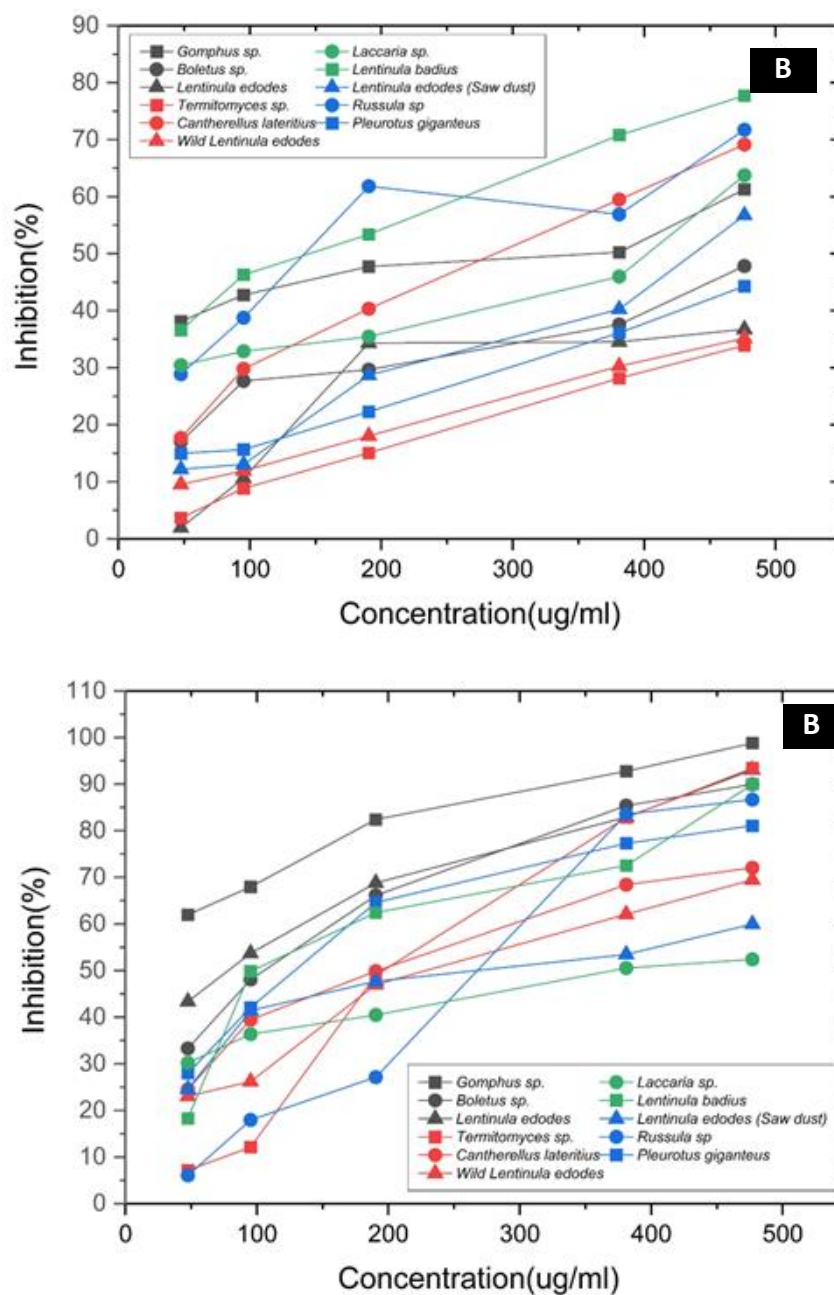 90
80
70
60
50
40
30
20
10
0
Inhibition(%)
Gomphus sp.
Boletus sp.
Lentinula edodes
Termitomyces sp.
Cantherellus lateritius
Wild Lentinula edodes
Laccaria sp.
Lentinula badius
Lentinula edodes (Saw dust)
Russula sp
Pleurotus giganteus
B
0 100 200 300 400 500
Concentration(ug/ml)
110
100
90
80
70
60
50
40
30
20
10
0
Inhibition(%)
B
Gomphus sp.
Boletus sp.
Lentinula edodes
Termitomyces sp.
Cantherellus lateritius
Wild Lentinula edodes
Laccaria sp.
Lentinula badius
Lentinula edodes (Saw dust)
Russula sp
Pleurotus giganteus
0 100 200 300 400 500
Concentration(ug/ml)